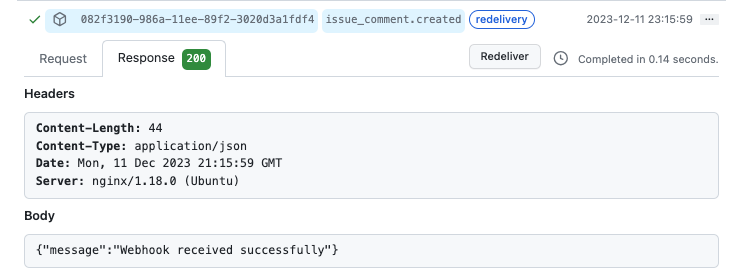 082f3190-986a-11ee-89f2-3020d3a1fdf4 issue_comment.created redelivery 2023-12-11 23:15:59 ...
Request Response 200 Redeliver Completed in 0.14 seconds.
Headers
Content-Length: 44
Content-Type: application/json
Date: Mon, 11 Dec 2023 21:15:59 GMT
Server: nginx/1.18.0 (Ubuntu)
Body
{"message":"Webhook received successfully"}